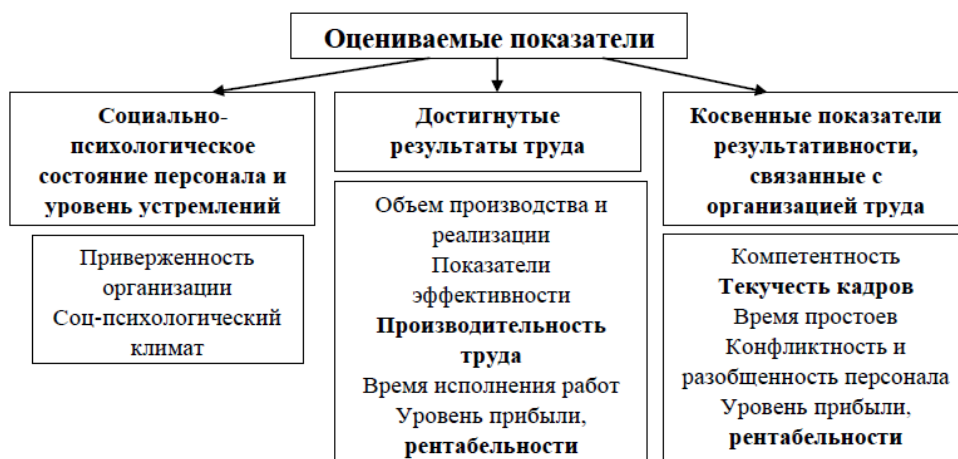 Оцениваемые показатели
Социально-
психологическое
состояние персонала и
уровень устремлений
Приверженность
организации
Соц-психологический
климат
Достигнутые
результаты труда
Объем производства и
реализации
Показатели
эффективности
Производительность
труда
Время исполнения работ
Уровень прибыли,
рентабельности
Косвенные показатели
результативности,
связанные с
организацией труда
Компетентность
Текучесть кадров
Время простоев
Конфликтность и
разобщенность персонала
Уровень прибыли,
рентабельности